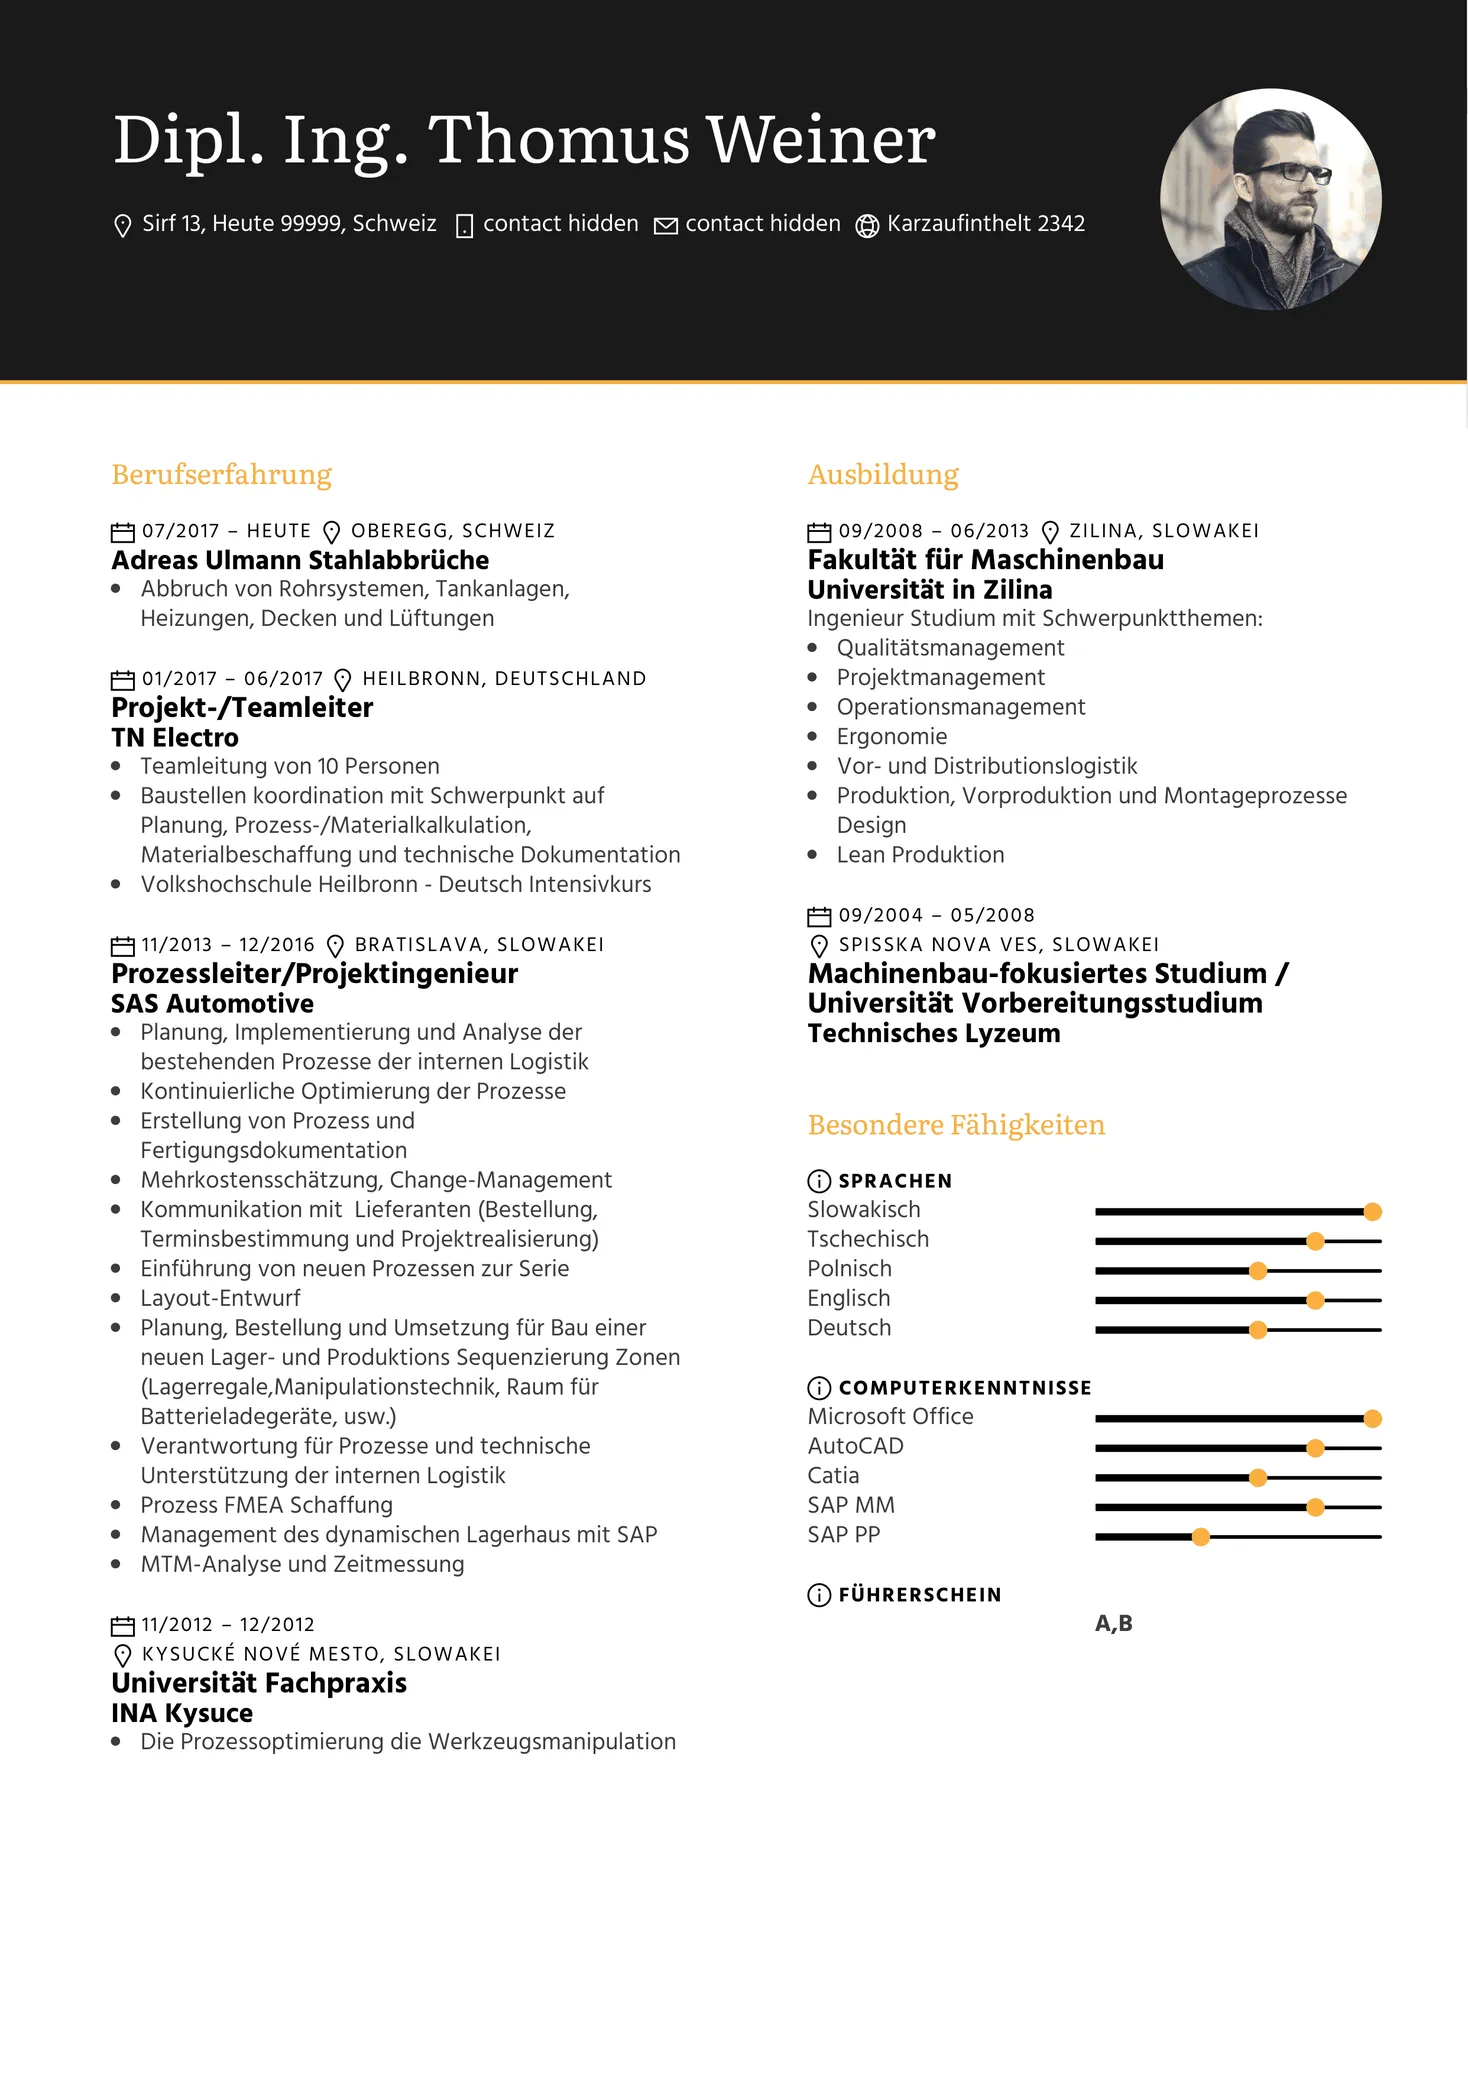 Dipl. Ing. Thomus Weiner
Sirf 13, Heute 99999, Schweiz contact hidden contact hidden Karzaufinthelt 2342
Berufserfahrung
07/2017 – HEUTE OBEREGG, SCHWEIZ
Adreas Ulmann Stahlabbrüche
• Abbruch von Rohrsystemen, Tankanlagen,
Heizungen, Decken und Lüftungen
01/2017 – 06/2017 HEILBRONN, DEUTSCHLAND
Projekt-/Teamleiter
TN Electro
• Teamleitung von 10 Personen
• Baustellen koordination mit Schwerpunkt auf
Planung, Prozess-/Materialkalkulation,
Materialbeschaffung und technische Dokumentation
• Volkshochschule Heilbronn - Deutsch Intensivkurs
11/2013 – 12/2016 BRATISLAVA, SLOWAKEI
Prozessleiter/Projektingenieur
SAS Automotive
• Planung, Implementierung und Analyse der
bestehenden Prozesse der internen Logistik
• Kontinuierliche Optimierung der Prozesse
• Erstellung von Prozess und
Fertigungsdokumentation
• Mehrkostensschätzung, Change-Management
• Kommunikation mit  Lieferanten (Bestellung,
Terminsbestimmung und Projektrealisierung)
• Einführung von neuen Prozessen zur Serie
• Layout-Entwurf
• Planung, Bestellung und Umsetzung für Bau einer
neuen Lager- und Produktions Sequenzierung Zonen
(Lagerregale,Manipulationstechnik, Raum für
Batterieladegeräte, usw.)
• Verantwortung für Prozesse und technische
Unterstützung der internen Logistik
• Prozess FMEA Schaffung
• Management des dynamischen Lagerhaus mit SAP
• MTM-Analyse und Zeitmessung
11/2012 – 12/2012
KYSUCKÉ NOVÉ MESTO, SLOWAKEI
Universität Fachpraxis
INA Kysuce
• Die Prozessoptimierung die Werkzeugsmanipulation
Ausbildung
09/2008 – 06/2013 ZILINA, SLOWAKEI
Fakultät für Maschinenbau
Universität in Zilina
Ingenieur Studium mit Schwerpunktthemen:
• Qualitätsmanagement
• Projektmanagement
• Operationsmanagement
• Ergonomie
• Vor- und Distributionslogistik
• Produktion, Vorproduktion und Montageprozesse
Design
• Lean Produktion
09/2004 – 05/2008
SPISSKA NOVA VES, SLOWAKEI
Machinenbau-fokusiertes Studium /
Universität Vorbereitungsstudium
Technisches Lyzeum
Besondere Fähigkeiten
SPRACHEN
Slowakisch
Tschechisch
Polnisch
Englisch
Deutsch
COMPUTERKENNTNISSE
Microsoft Office
AutoCAD
Catia
SAP MM
SAP PP
FÜHRERSCHEIN
A,B